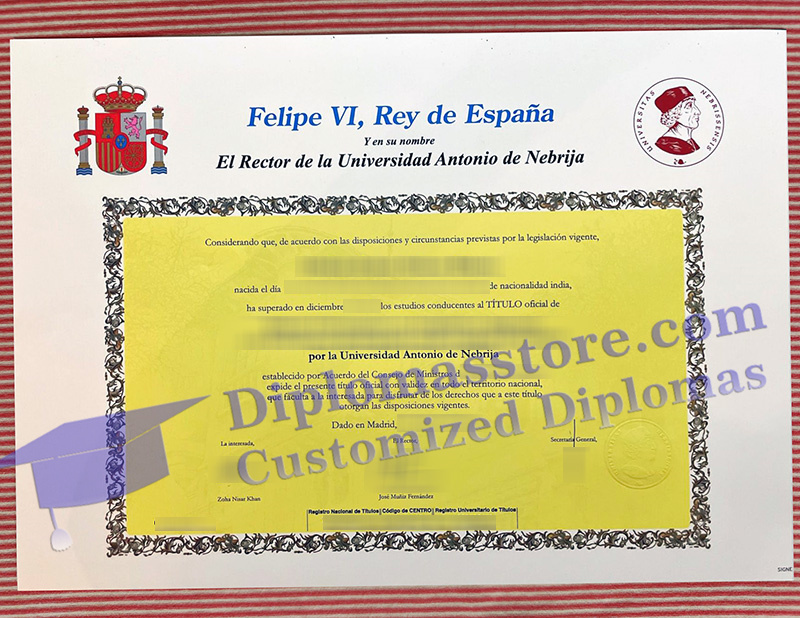 Felipe VI, Rey de España
Y en su nombre
El Rector de la Universidad Antonio de Nebrija
UNIVERSITAS NEBRISSENSIS
Considerando que, de acuerdo con las disposiciones y circunstancias previstas por la legislación vigente,
nacida el día de nacionalidad india,
ha superado en diciembre los estudios conducentes al TÍTULO oficial de
por la Universidad Antonio de Nebrija
establecido por Acuerdo del Consejo de Ministros d
expide el presente título oficial con validez en todo el territorio nacional,
que faculta a la interesada para disfrutar de los derechos que a este título
otorgan las disposiciones vigentes.
Dado en Madrid,
La interesada, El Rector, Secretaria General,
Zoha Nisar Khan José Muñiz Fernández
Registro Nacional de Títulos | Código de CENTRO | Registro Universitario de Títulos
SIGNE
Diplomasstore.com
Customized Diplomas